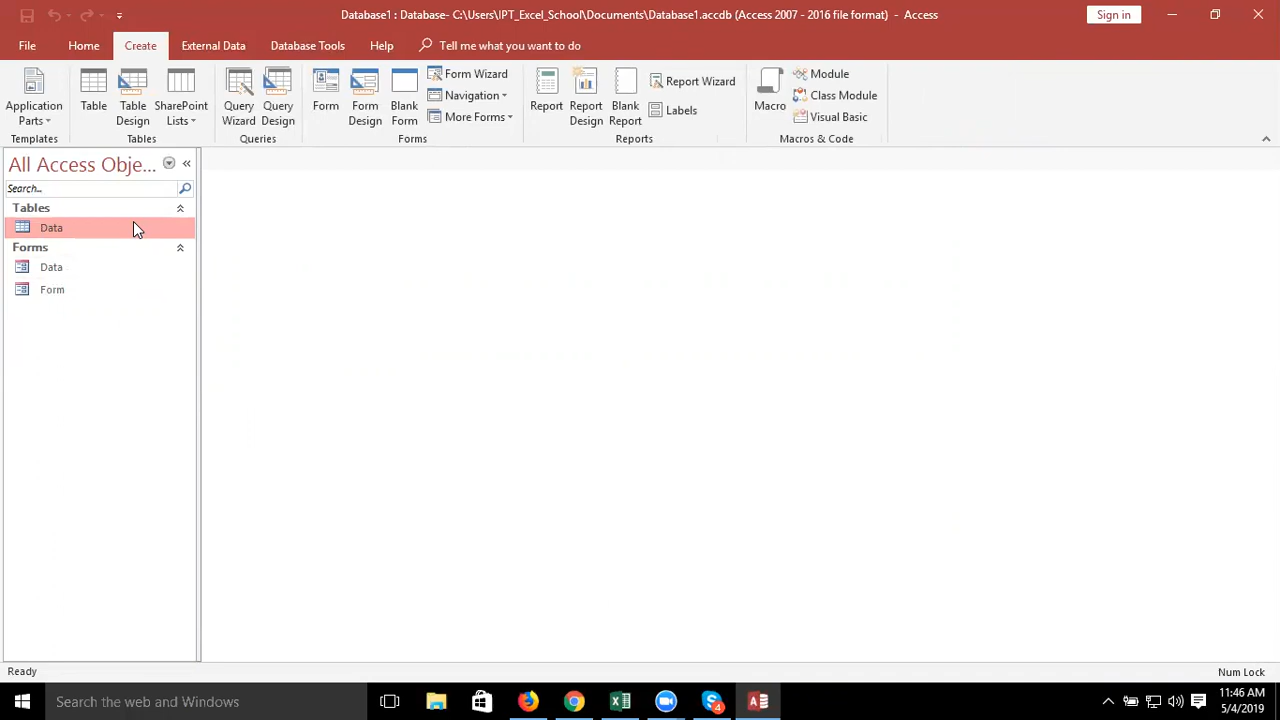 Database1 : Database- C:\Users\IPT_Excel_School\Documents\Database1.accdb (Access 2007 - 2016 file format) - Access
Sign in
File Home Create External Data Database Tools Help Tell me what you want to do
Application Parts
Table
Table Design
SharePoint Lists
Query Wizard
Query Design
Form
Form Design
Blank Form
Form Wizard
Navigation
More Forms
Report
Report Design
Blank Report
Report Wizard
Labels
Macro
Module
Class Module
Visual Basic
Templates Tables Queries Forms Reports Macros & Code
All Access Obje...
Search...
Tables
Data
Forms
Data
Form
Ready
Num Lock
Search the web and Windows
4
11:46 AM
5/4/2019